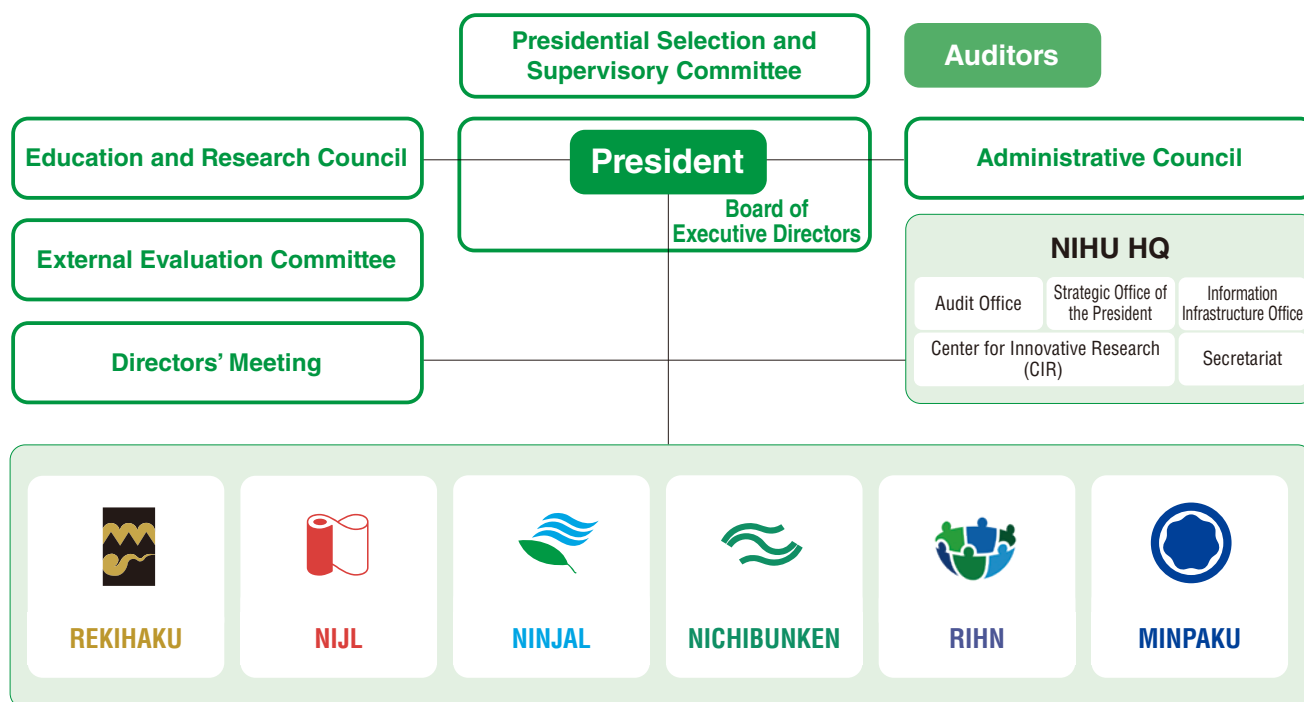 Presidential Selection and
Supervisory Committee
Auditors
Education and Research Council
President
Administrative Council
Board of
Executive Directors
External Evaluation Committee
NIHU HQ
Audit Office
Strategic Office of
the President
Information
Infrastructure Office
Directors’ Meeting
Center for Innovative Research
(CIR)
Secretariat
REKIHAKU
NIJL
NINJAL
NICHIBUNKEN
RIHN
MINPAKU